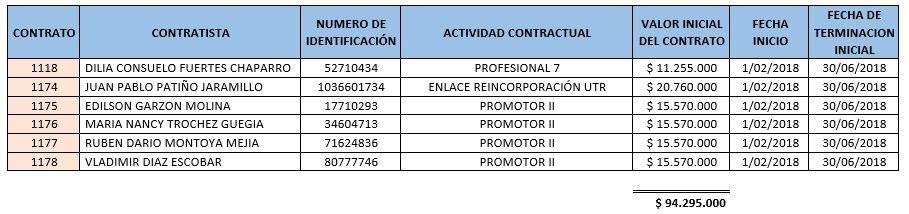 CONTRATO CONTRATISTA NUMERO DE IDENTIFICACIÓN ACTIVIDAD CONTRACTUAL VALOR INICIAL DEL CONTRATO FECHA INICIO FECHA DE TERMINACION INICIAL
1118 DILIA CONSUELO FUERTES CHAPARRO 52710434 PROFESIONAL 7 $ 11.255.000 1/02/2018 30/06/2018
1174 JUAN PABLO PATIÑO JARAMILLO 1036601734 ENLACE REINCORPORACIÓN UTR $ 20.760.000 1/02/2018 30/06/2018
1175 EDILSON GARZON MOLINA 17710293 PROMOTOR II $ 15.570.000 1/02/2018 30/06/2018
1176 MARIA NANCY TROCHEZ GUEGIA 34604713 PROMOTOR II $ 15.570.000 1/02/2018 30/06/2018
1177 RUBEN DARIO MONTOYA MEJIA 71624836 PROMOTOR II $ 15.570.000 1/02/2018 30/06/2018
1178 VLADIMIR DIAZ ESCOBAR 80777746 PROMOTOR II $ 15.570.000 1/02/2018 30/06/2018
$ 94.295.000